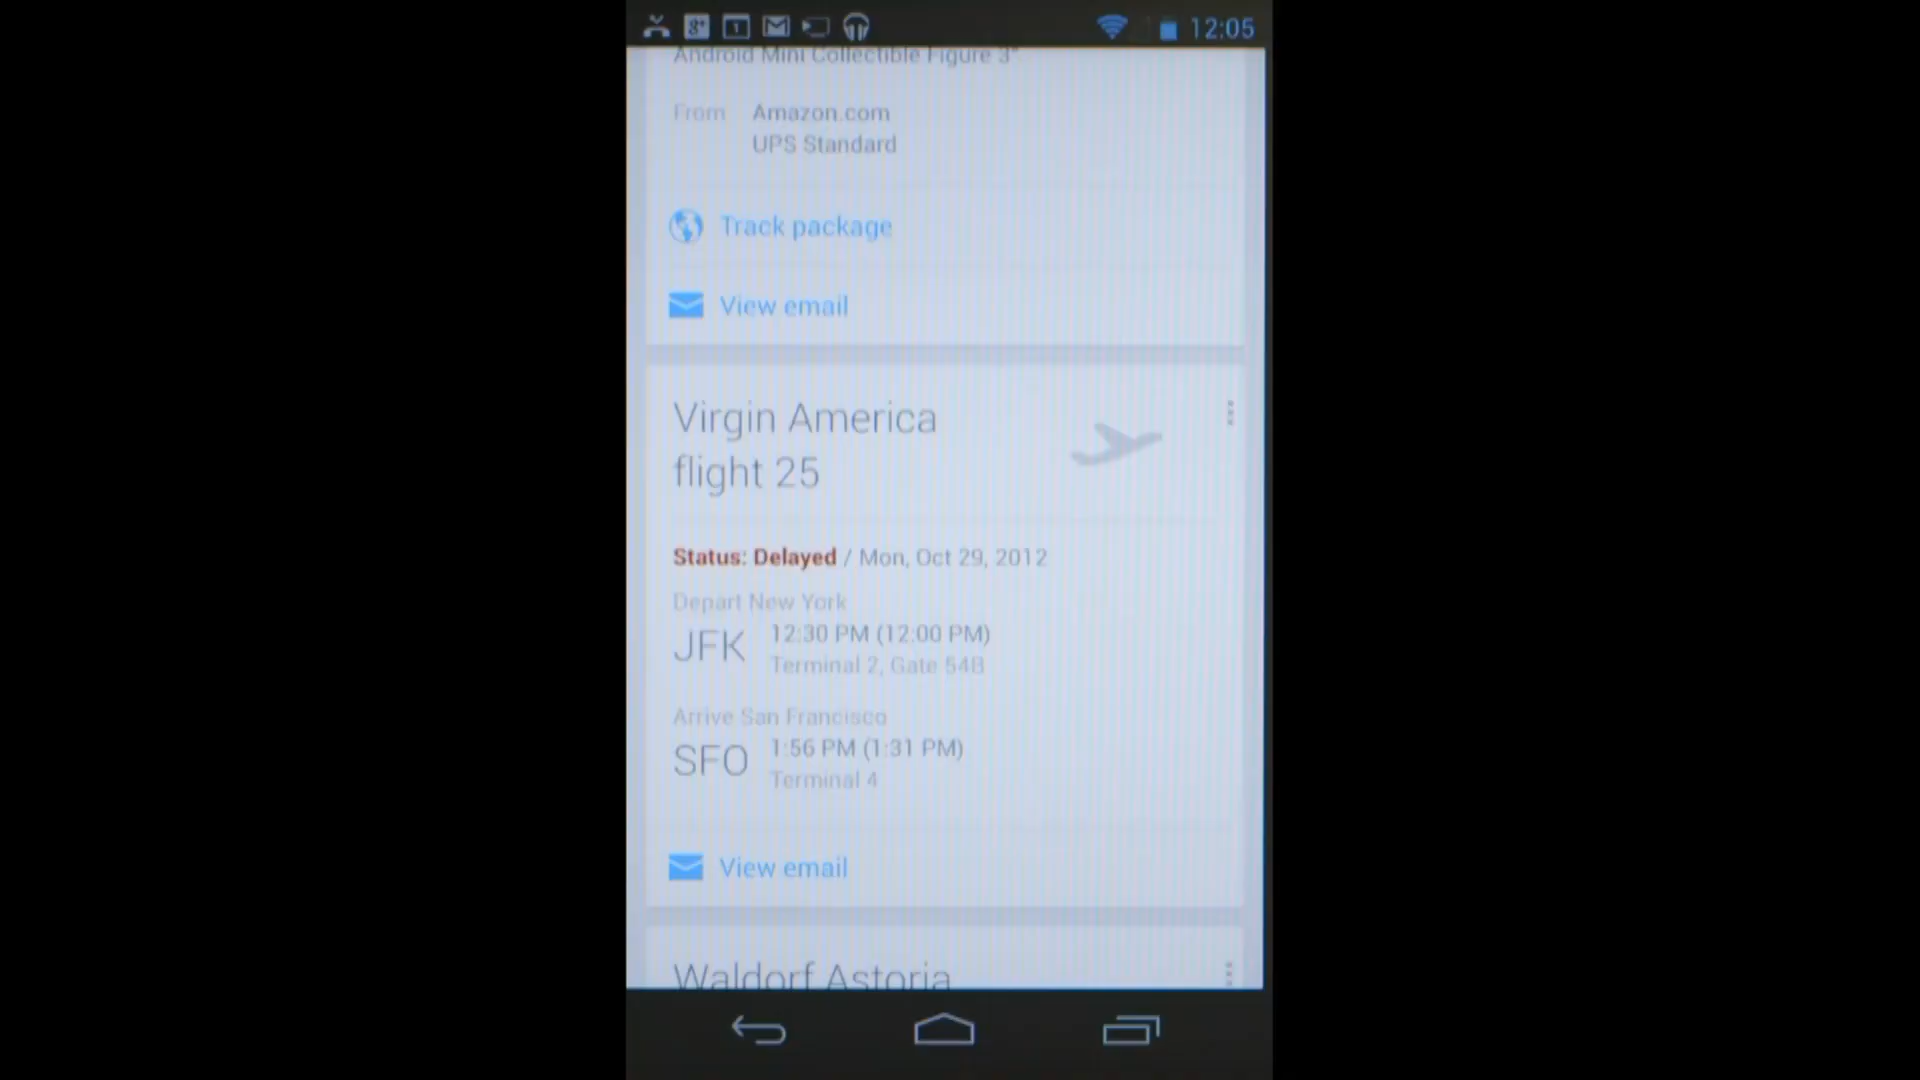 12:05
Android Mini Collectible Figure 3"
From Amazon.com
UPS Standard
Track package
View email
Virgin America
flight 25
Status: Delayed / Mon, Oct 29, 2012
Depart New York
JFK 12:30 PM (12:00 PM)
Terminal 2, Gate 54B
Arrive San Francisco
SFO 1:56 PM (1:31 PM)
Terminal 4
View email
Waldorf Astoria